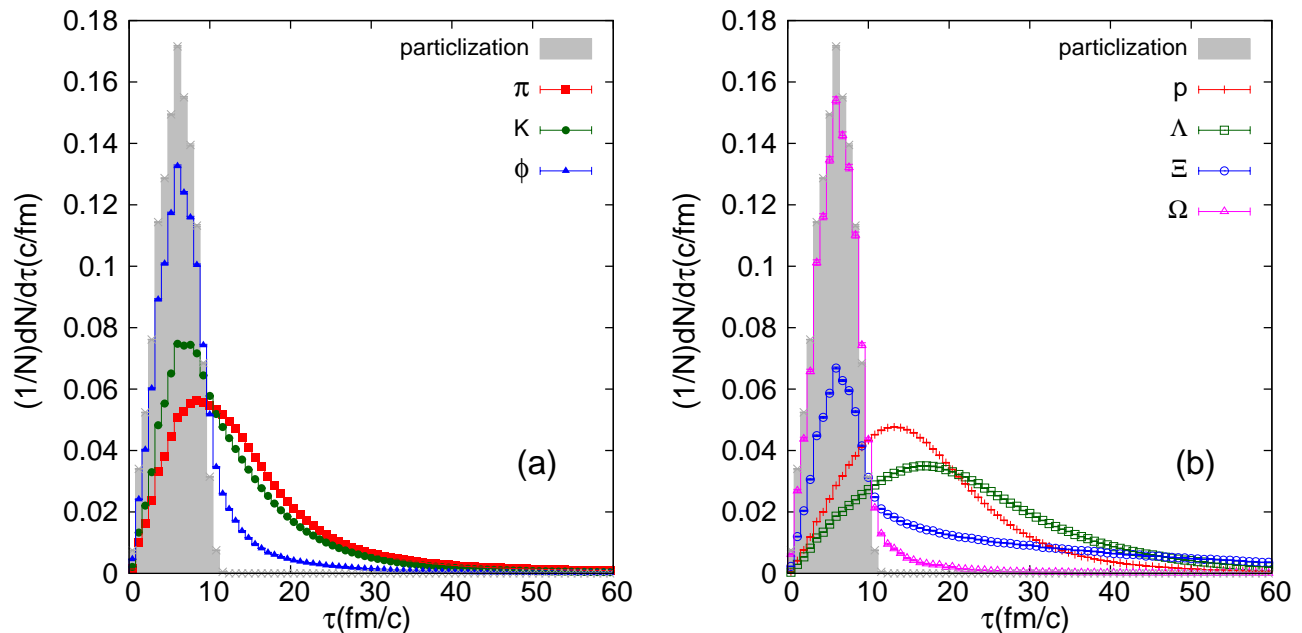 (1/N)dN/dτ(c/fm)
0.18
0.16
0.14
0.12
0.1
0.08
0.06
0.04
0.02
0
particlization
π
K
ϕ
(a)
0 10 20 30 40 50 60
τ(fm/c)
(1/N)dN/dτ(c/fm)
0.18
0.16
0.14
0.12
0.1
0.08
0.06
0.04
0.02
0
particlization
p
Λ
Ξ
Ω
(b)
0 10 20 30 40 50 60
τ(fm/c)